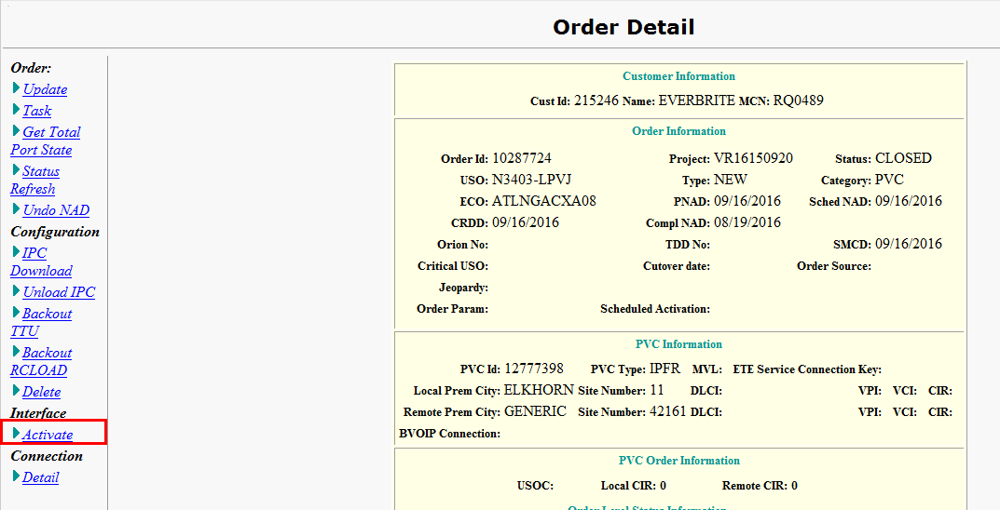 Order Detail
Order:
Update
Task
Get Total
Port State
Status
Refresh
Undo NAD
Configuration
IPC
Download
Unload IPC
Backout
TTU
Backout
RCLOAD
Delete
Interface
Activate
Connection
Detail
Customer Information
Cust Id: 215246 Name: EVERBRITE MCN: RQ0489
Order Information
Order Id: 10287724 Project: VR16150920 Status: CLOSED
USO: N3403-LPVJ Type: NEW Category: PVC
ECO: ATLNGACXA08 PNAD: 09/16/2016 Sched NAD: 09/16/2016
CRDD: 09/16/2016 Compl NAD: 08/19/2016
Orion No: TDD No: SMCD: 09/16/2016
Critical USO: Cutover date: Order Source:
Jeopardy:
Order Param: Scheduled Activation:
PVC Information
PVC Id: 12777398 PVC Type: IPFR MVL: ETE Service Connection Key:
Local Prem City: ELKHORN Site Number: 11 DLCI: VPI: VCI: CIR:
Remote Prem City: GENERIC Site Number: 42161 DLCI: VPI: VCI: CIR:
BVOIP Connection:
PVC Order Information
USOC: Local CIR: 0 Remote CIR: 0
Order Level Status Information